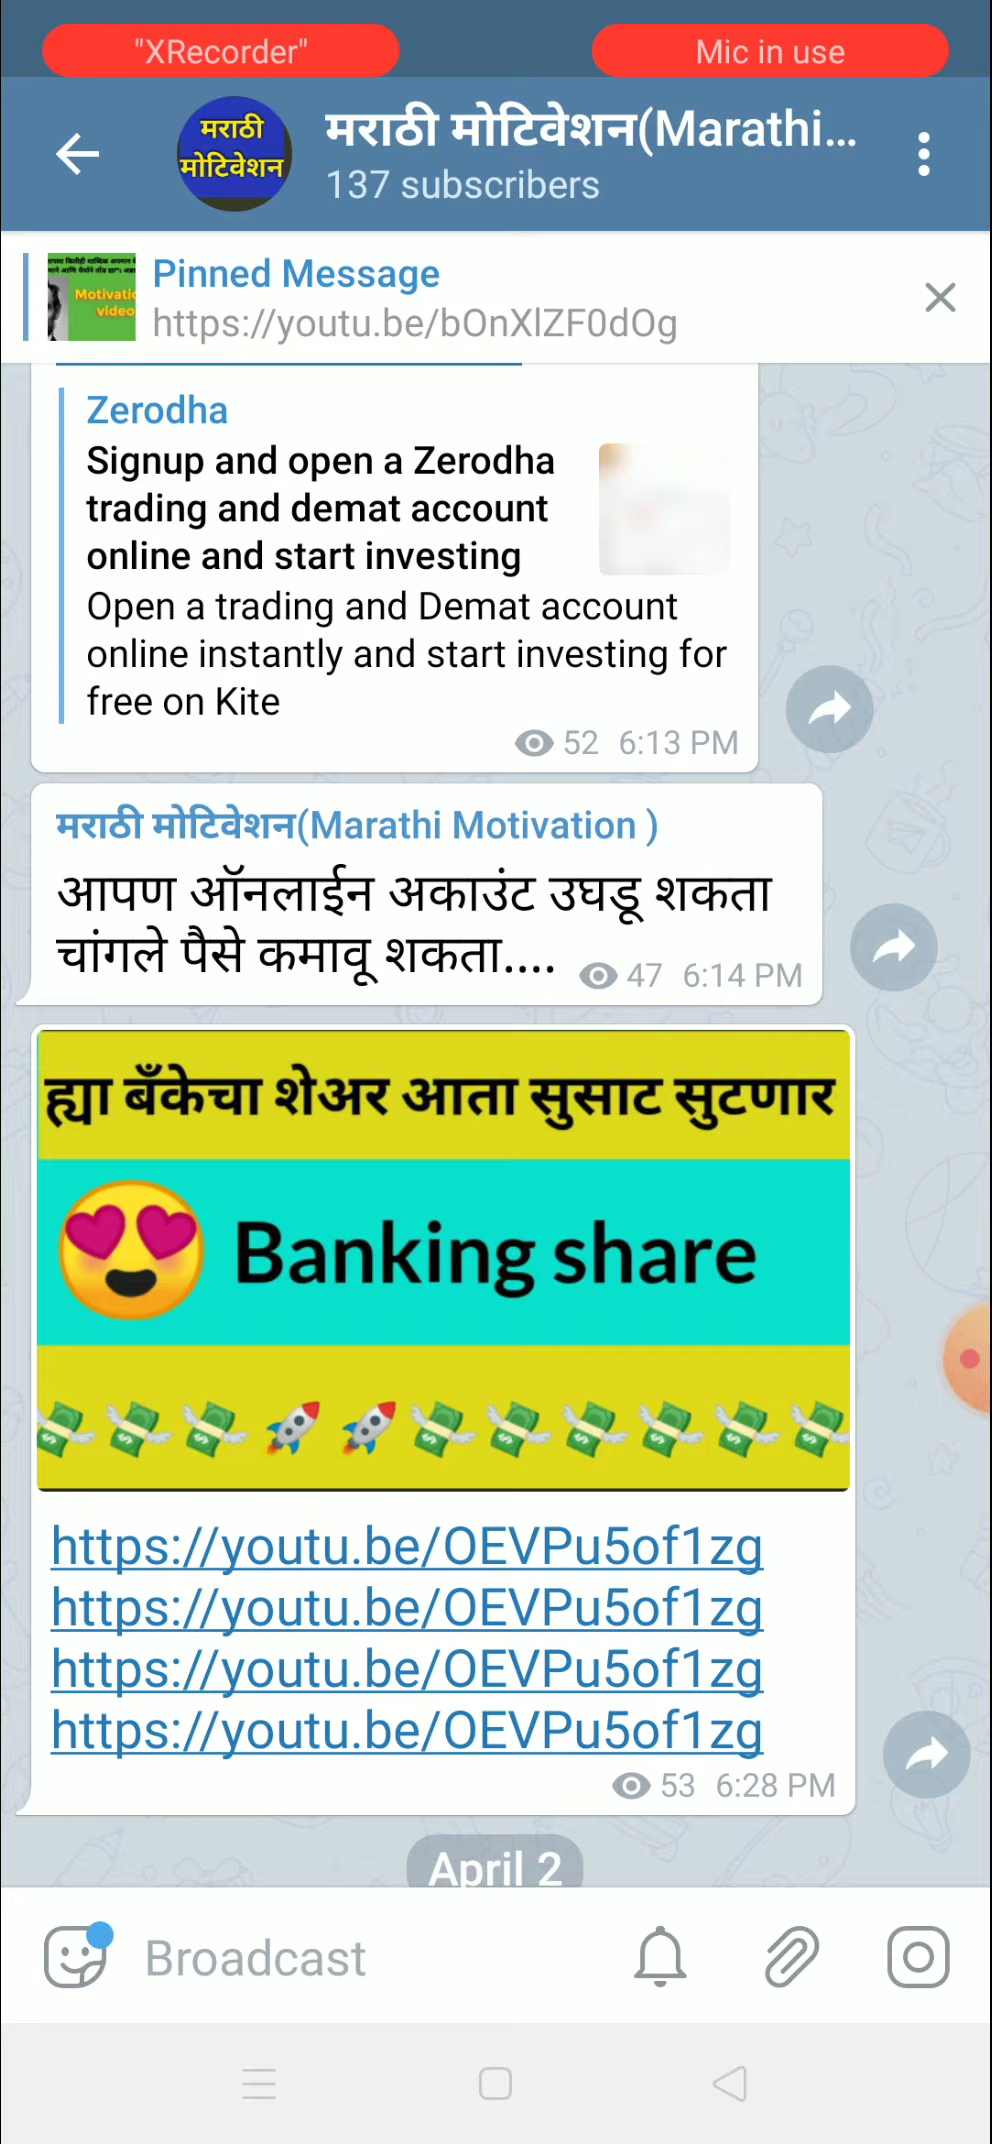 "XRecorder"
Mic in use
मराठी
मोटिवेशन
मराठी मोटिवेशन(Marathi...
137 subscribers
Motivatio
video
Pinned Message
https://youtu.be/bOnXlZF0dOg
Zerodha
Signup and open a Zerodha
trading and demat account
online and start investing
Open a trading and Demat account
online instantly and start investing for
free on Kite
52 6:13 PM
मराठी मोटिवेशन(Marathi Motivation )
आपण ऑनलाईन अकाउंट उघडू शकता
चांगले पैसे कमावू शकता....
47 6:14 PM
ह्या बँकेचा शेअर आता सुसाट सुटणार
Banking share
https://youtu.be/OEVPu5of1zg
https://youtu.be/OEVPu5of1zg
https://youtu.be/OEVPu5of1zg
https://youtu.be/OEVPu5of1zg
53 6:28 PM
April 2
Broadcast